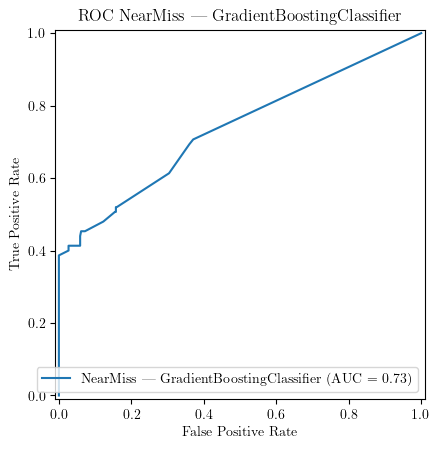 ROC NearMiss — GradientBoostingClassifier
1.0
0.8
0.6
0.4
0.2
0.0
True Positive Rate
NearMiss — GradientBoostingClassifier (AUC = 0.73)
0.0 0.2 0.4 0.6 0.8 1.0
False Positive Rate